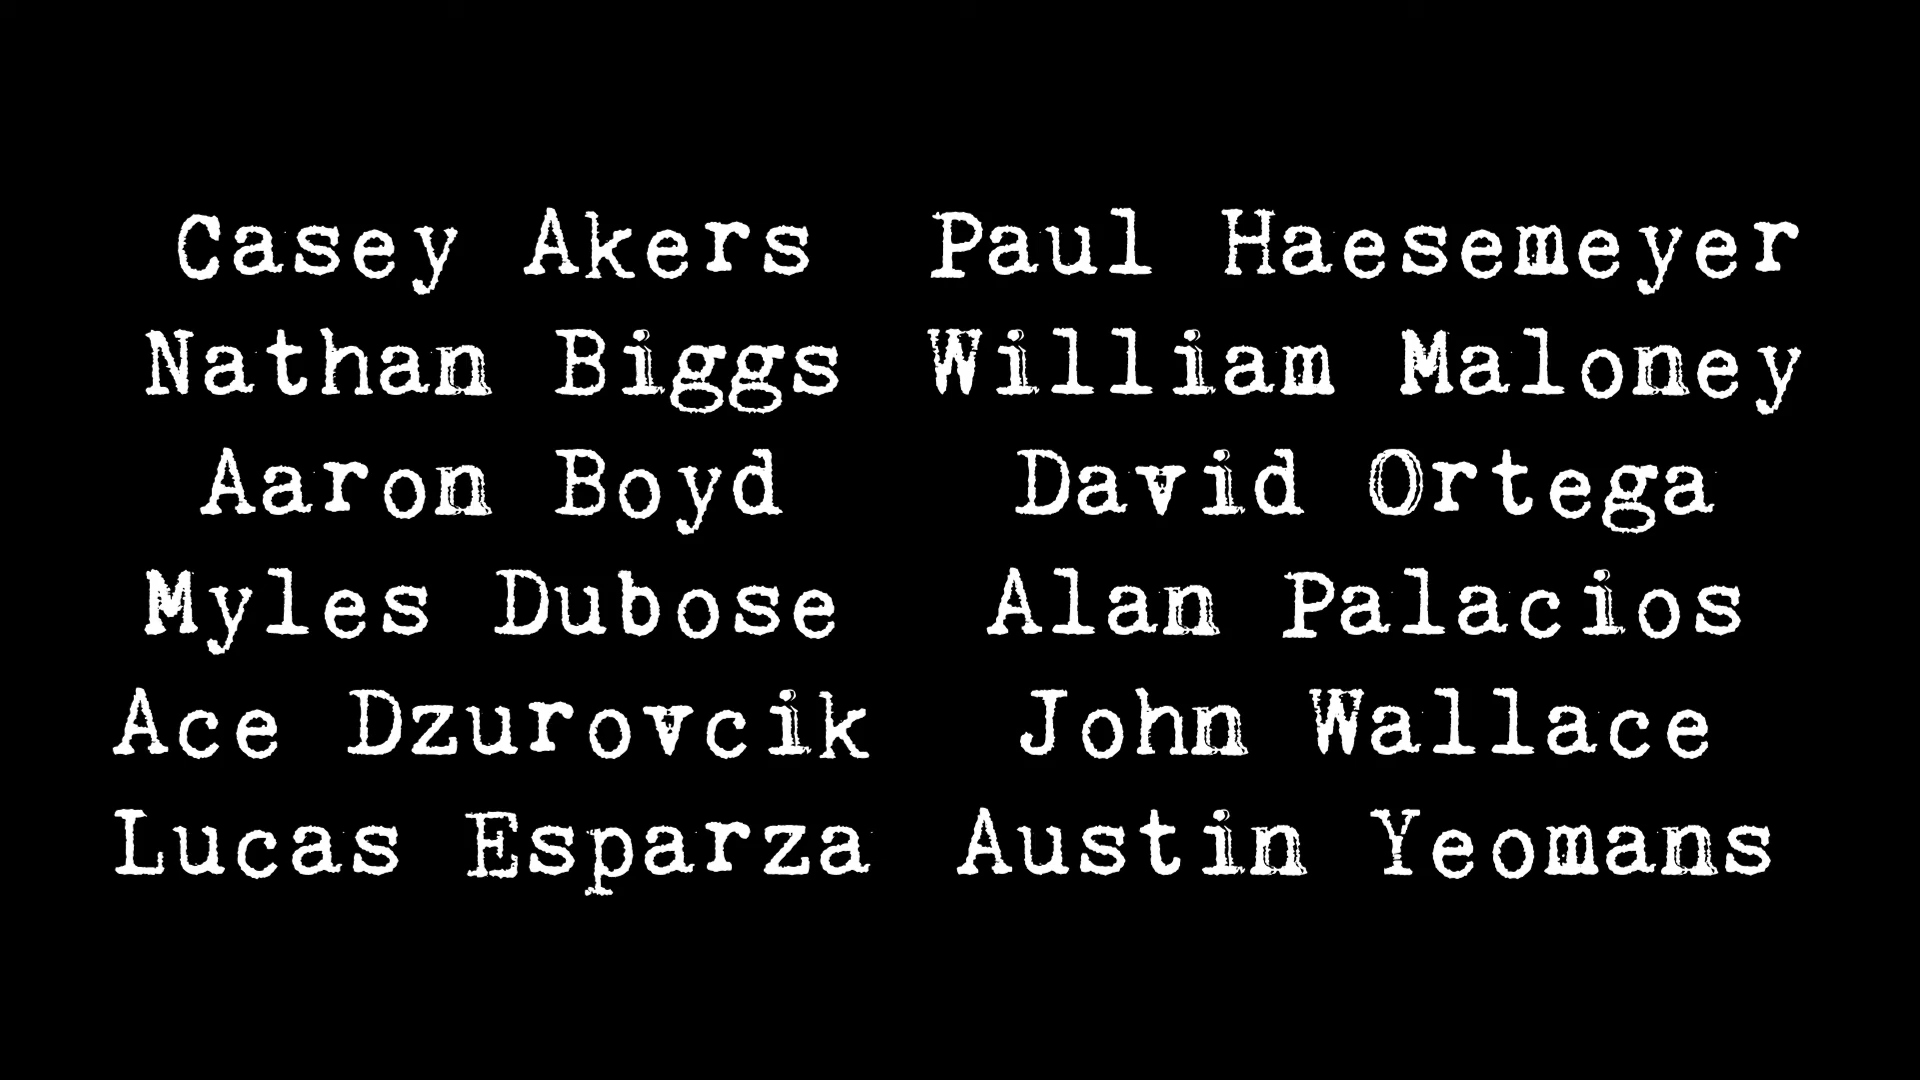 Casey Akers
Nathan Biggs
Aaron Boyd
Myles Dubose
Ace Dzurovcik
Lucas Esparza
Paul Haesemeyer
William Maloney
David Ortega
Alan Palacios
John Wallace
Austin Yeomans